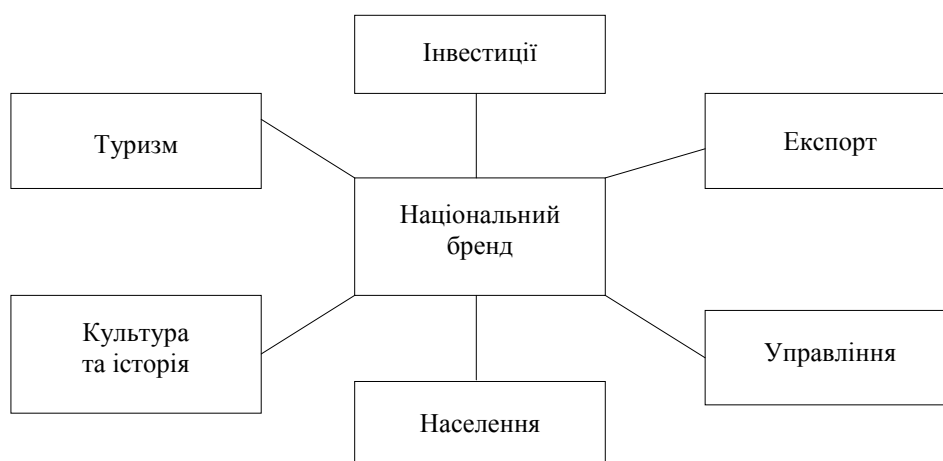 Інвестиції
Туризм
Експорт
Національний
бренд
Культура
та історія
Управління
Населення